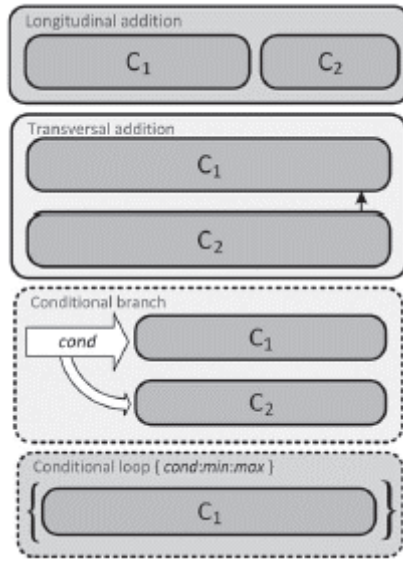 Longitudinal addition
C₁ C₂
Transversal addition
C₁
C₂
Conditional branch
cond
C₁
C₂
Conditional loop { cond:min:max }
{ C₁ }